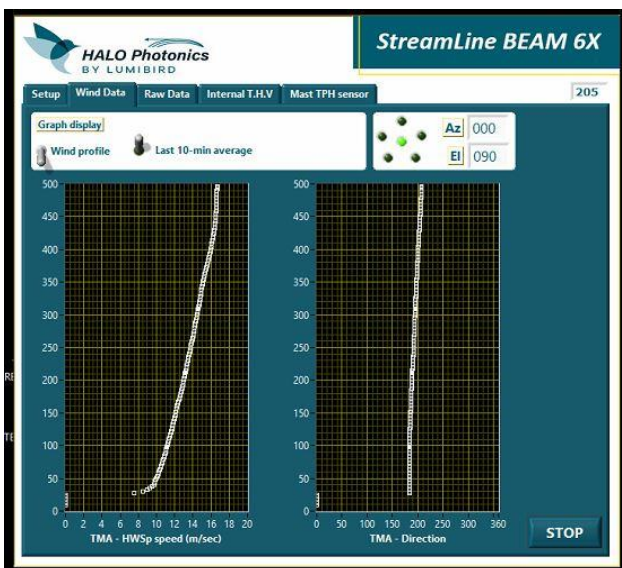 HALO Photonics
BY LUMIBIRD
StreamLine BEAM 6X
Setup Wind Data Raw Data Internal T.H.V Mast TPH sensor 205
Graph display
Wind profile Last 10-min average
Az 000
El 090
500 500
450 450
400 400
350 350
300 300
250 250
200 200
150 150
100 100
50 50
0 0
0 2 4 6 8 10 12 14 16 18 20 0 50 100 150 200 250 300 360
TMA - HWSp speed (m/sec) TMA - Direction
STOP